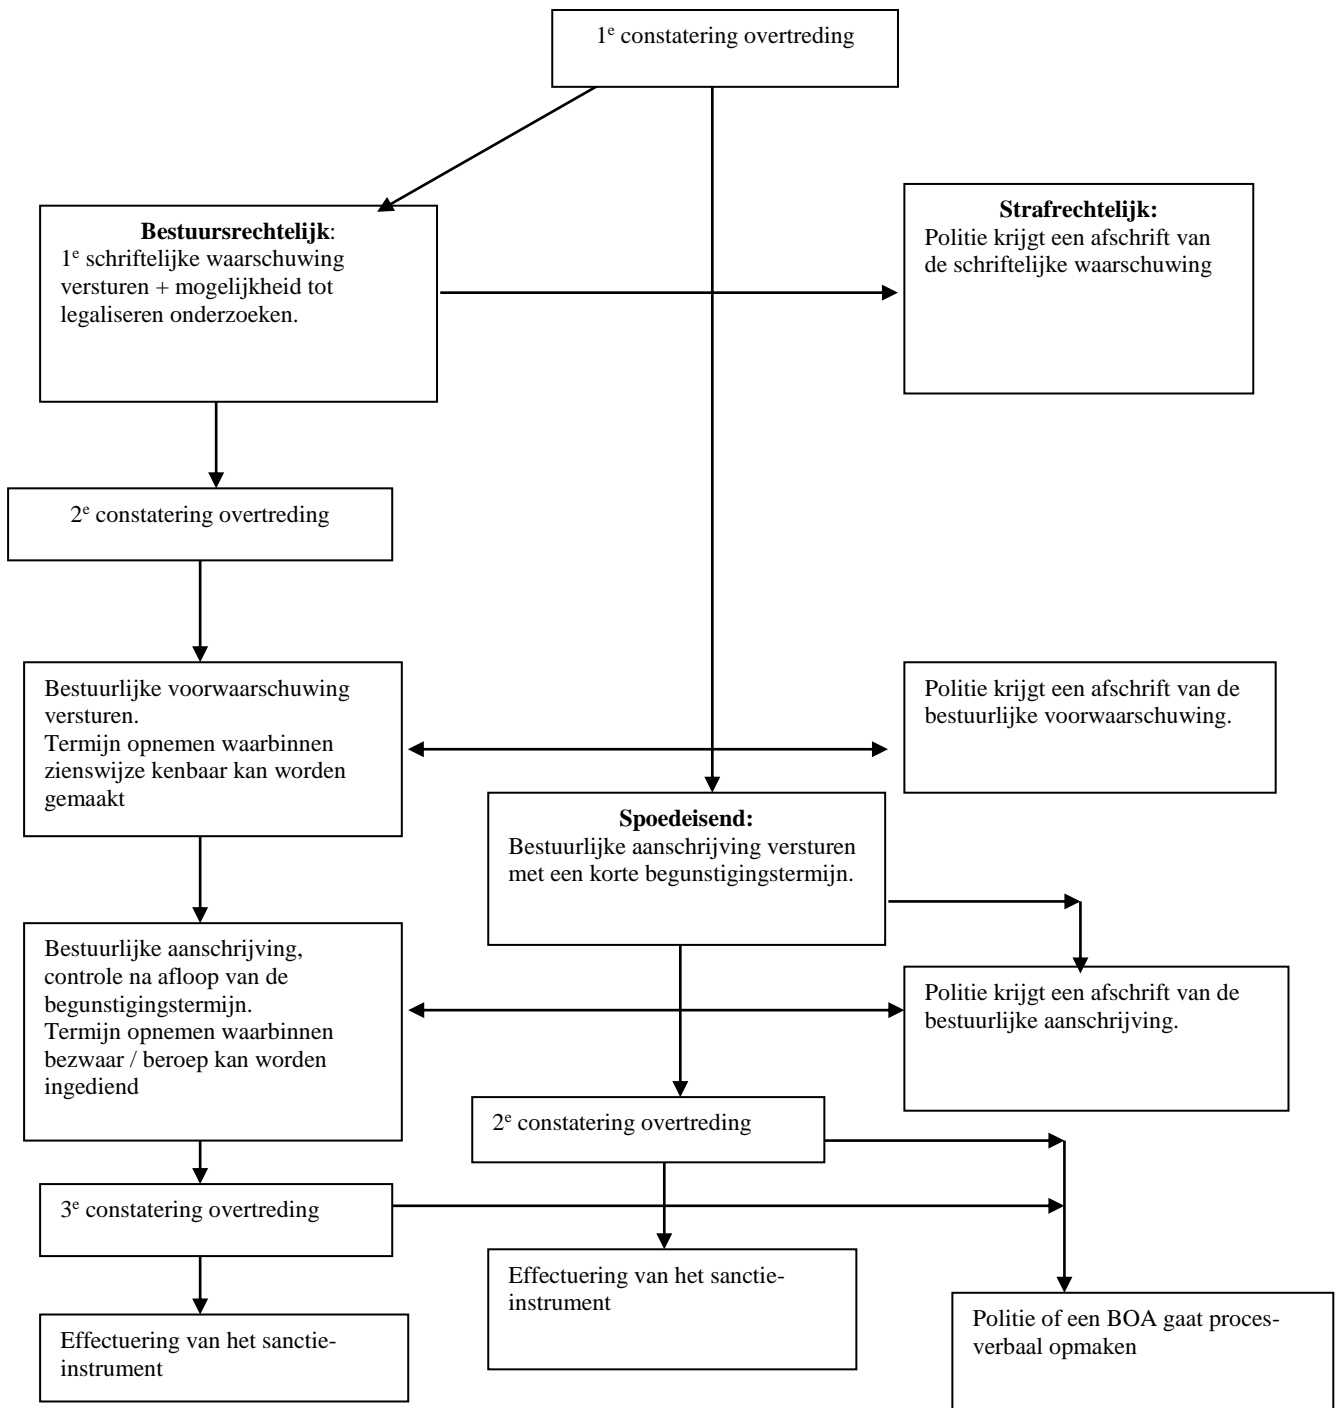 1e constatering overtreding
Bestuursrechtelijk:
1e schriftelijke waarschuwing
versturen + mogelijkheid tot
legaliseren onderzoeken.
Strafrechtelijk:
Politie krijgt een afschrift van
de schriftelijke waarschuwing
2e constatering overtreding
Bestuurlijke voorwaarschuwing
versturen.
Termijn opnemen waarbinnen
zienswijze kenbaar kan worden
gemaakt
Politie krijgt een afschrift van de
bestuurlijke voorwaarschuwing.
Spoedeisend:
Bestuurlijke aanschrijving versturen
met een korte begunstigingstermijn.
Bestuurlijke aanschrijving,
controle na afloop van de
begunstigingstermijn.
Termijn opnemen waarbinnen
bezwaar / beroep kan worden
ingediend
Politie krijgt een afschrift van de
bestuurlijke aanschrijving.
2e constatering overtreding
3e constatering overtreding
Effectuering van het sanctie-
instrument
Effectuering van het sanctie-
instrument
Politie of een BOA gaat proces-
verbaal opmaken